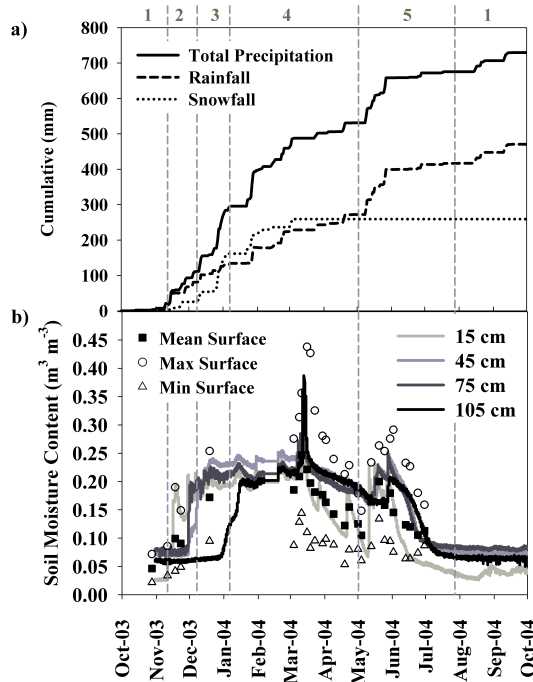 1 2 3 4 5 1
a)
800
700
600
500
400
300
200
100
0
Cumulative (mm)
Total Precipitation
Rainfall
Snowfall
b)
0.45
0.40
0.35
0.30
0.25
0.20
0.15
0.10
0.05
0.00
Soil Moisture Content (m³ m⁻³)
Mean Surface
Max Surface
Min Surface
15 cm
45 cm
75 cm
105 cm
Oct-03 Nov-03 Dec-03 Jan-04 Feb-04 Mar-04 Apr-04 May-04 Jun-04 Jul-04 Aug-04 Sep-04 Oct-04